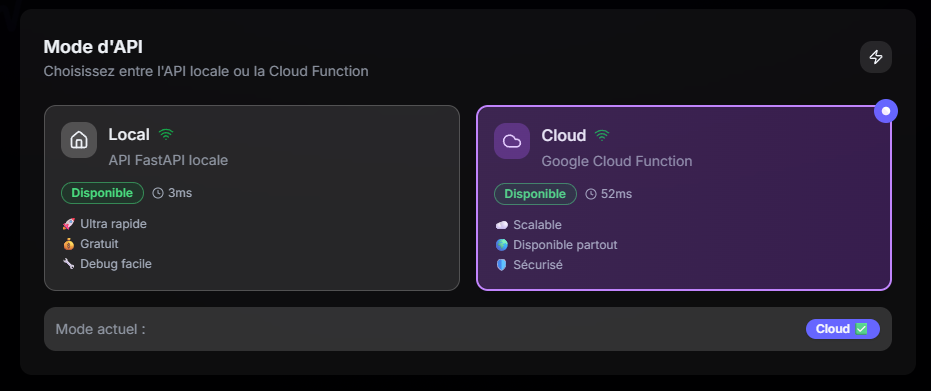 Mode d'API
Choisissez entre l'API locale ou la Cloud Function
Local
API FastAPI locale
Disponible 3ms
🚀 Ultra rapide
💰 Gratuit
🔧 Debug facile
Cloud
Google Cloud Function
Disponible 52ms
☁️ Scalable
🌍 Disponible partout
🛡️ Sécurisé
Mode actuel :
Cloud ✅